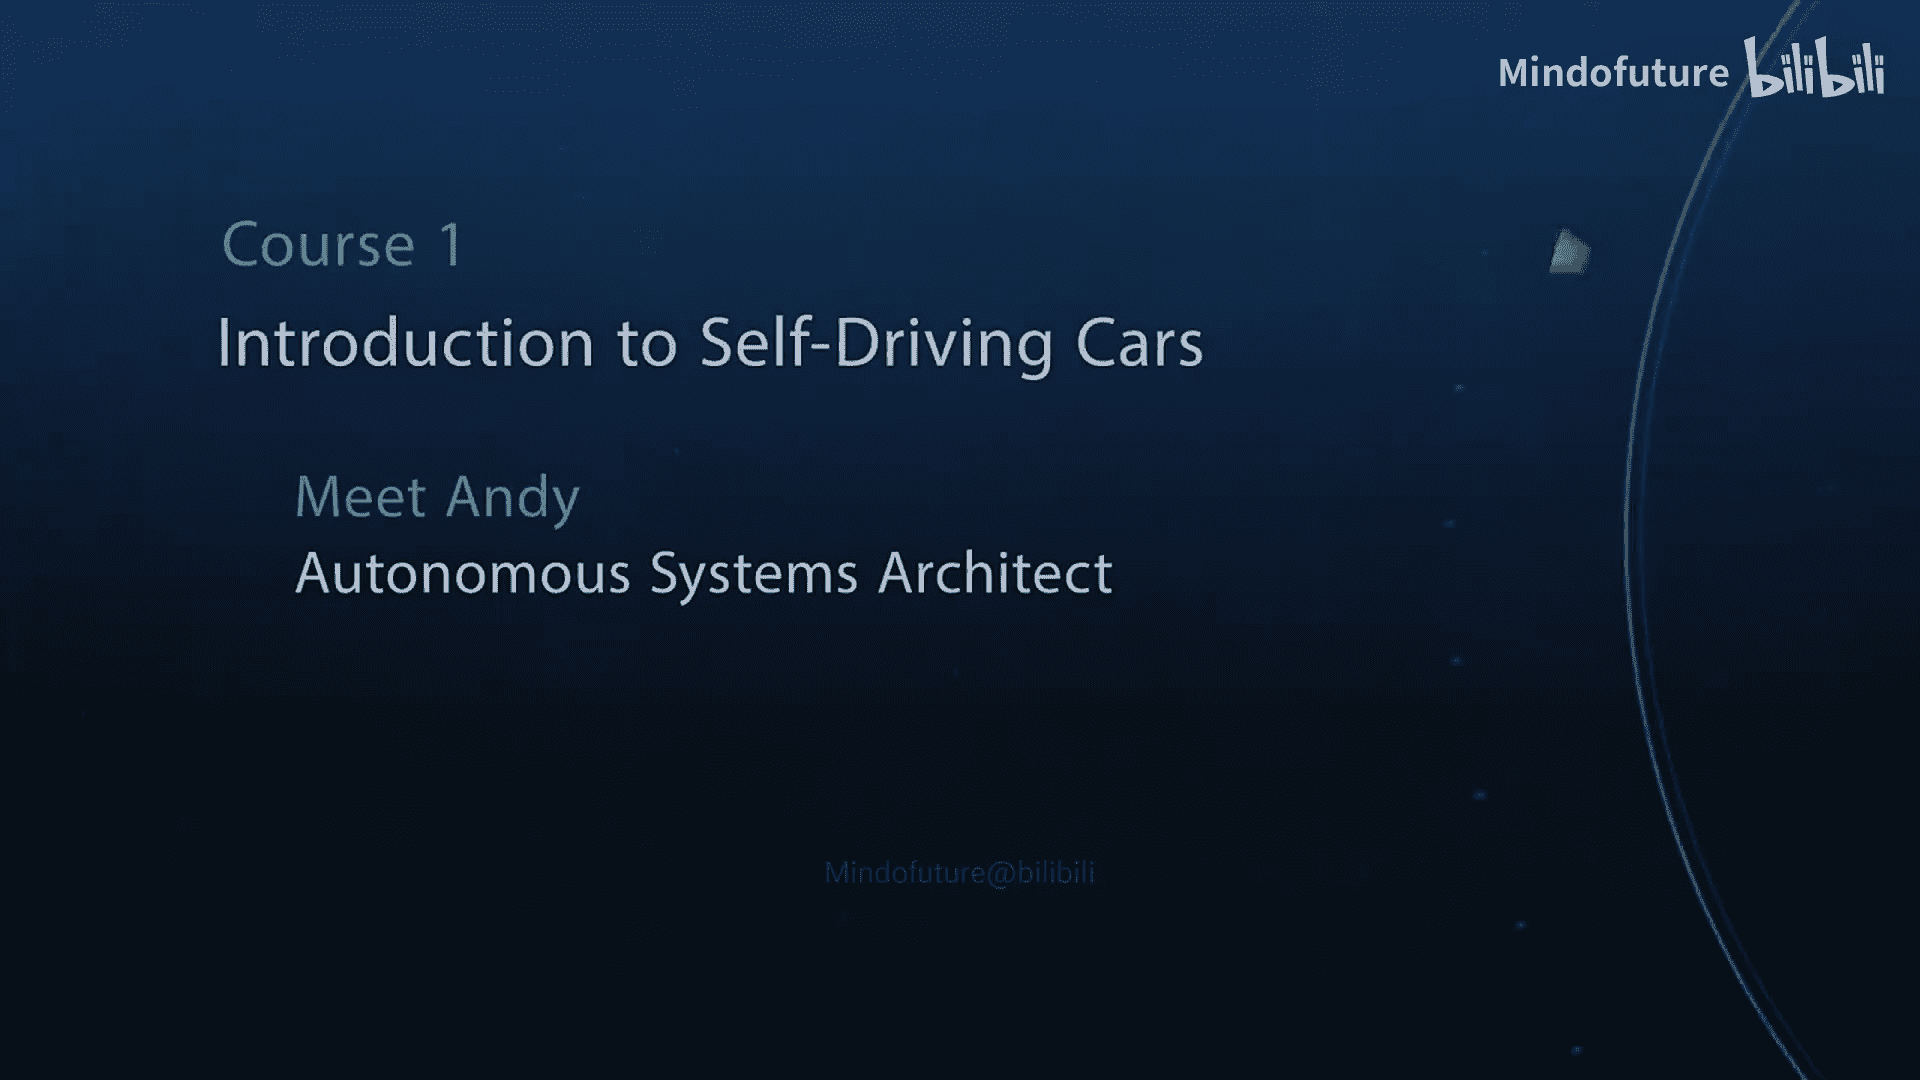 Mindofuture bilibili
Course 1
Introduction to Self-Driving Cars
Meet Andy
Autonomous Systems Architect
Mindofuture@bilibili